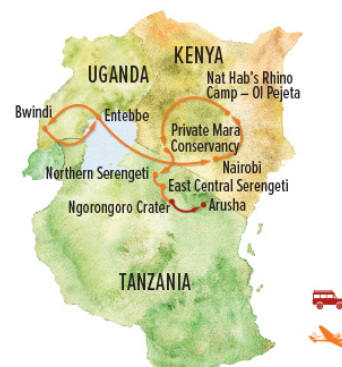 KENYA
UGANDA
Nat Hab's Rhino
Camp – Ol Pejeta
Bwindi
Entebbe
Private Mara
Conservancy
Nairobi
Northern Serengeti
East Central Serengeti
Ngorongoro Crater
Arusha
TANZANIA